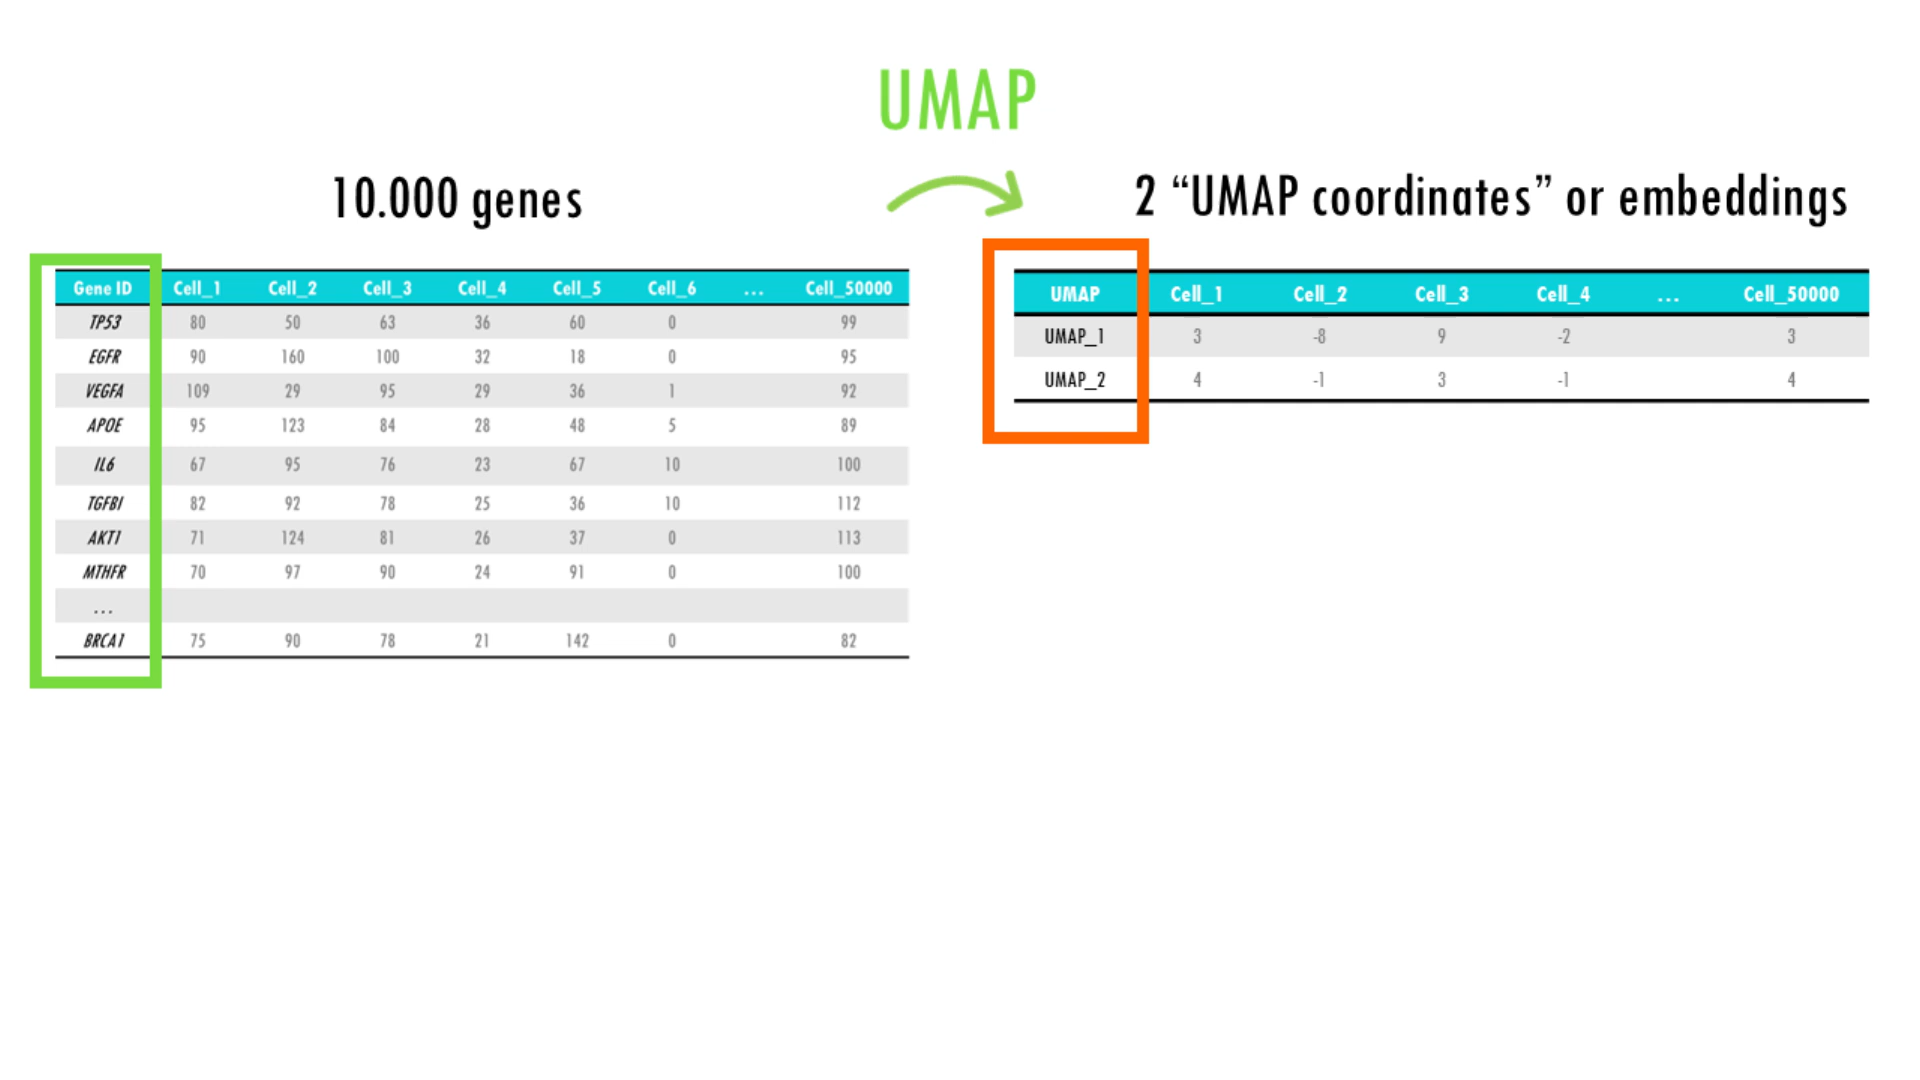 UMAP
10.000 genes
2 “UMAP coordinates” or embeddings
Gene ID Cell_1 Cell_2 Cell_3 Cell_4 Cell_5 Cell_6 ... Cell_50000
TP53 80 50 63 36 60 0 99
EGFR 90 160 100 32 18 0 95
VEGFA 109 29 95 29 36 1 92
APOE 95 123 84 28 48 5 89
IL6 67 95 76 23 67 10 100
TGFB1 82 92 78 25 36 10 112
AKT1 71 124 81 26 37 0 113
MTHFR 70 97 90 24 91 0 100
...
BRCA1 75 90 78 21 142 0 82
UMAP Cell_1 Cell_2 Cell_3 Cell_4 ... Cell_50000
UMAP_1 3 -8 9 -2 3
UMAP_2 4 -1 3 -1 4